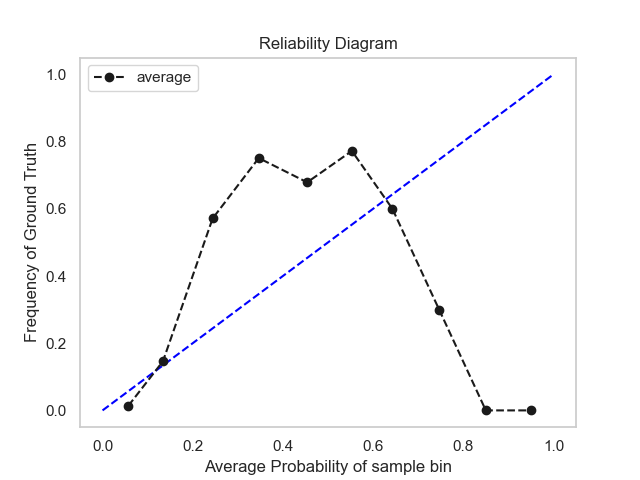 Reliability Diagram
average
1.0
0.8
0.6
0.4
0.2
0.0
Frequency of Ground Truth
0.0 0.2 0.4 0.6 0.8 1.0
Average Probability of sample bin